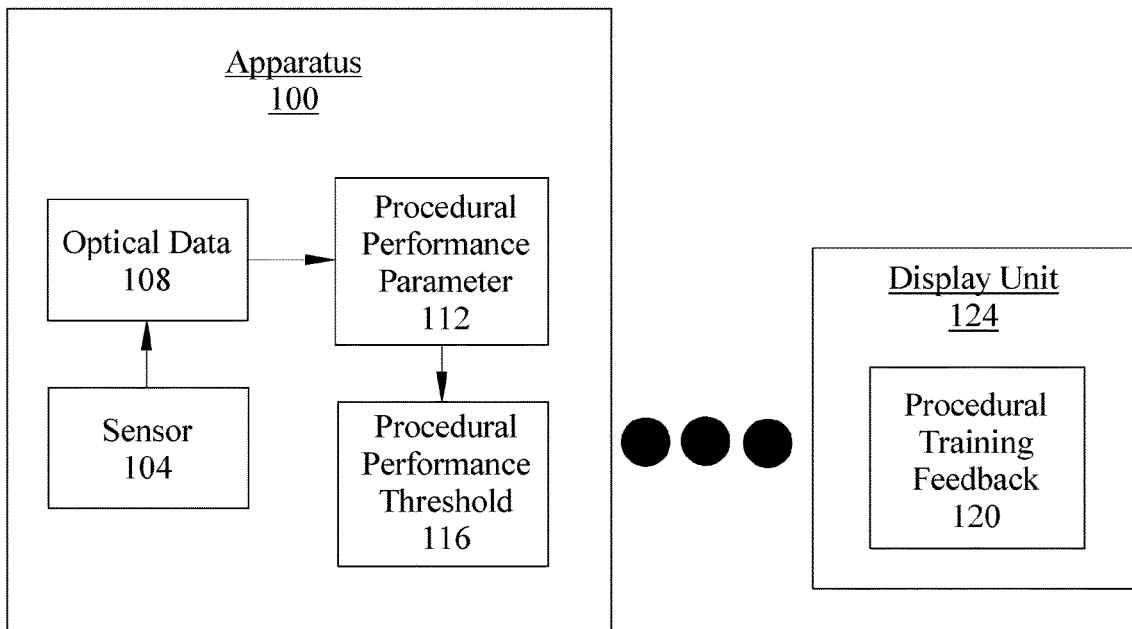 Apparatus
100
Optical Data
108
Sensor
104
Procedural
Performance
Parameter
112
Procedural
Performance
Threshold
116
Display Unit
124
Procedural
Training
Feedback
120